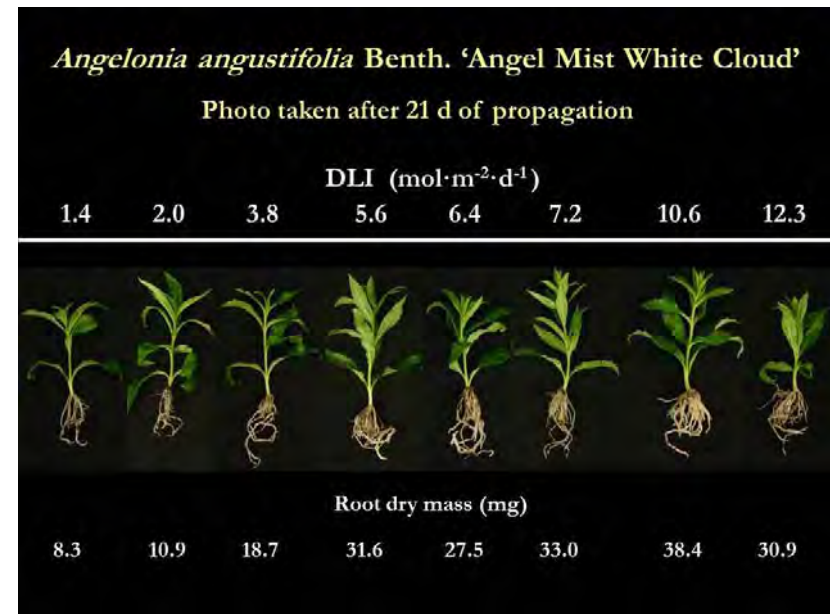 Angelonia angustifolia Benth. ‘Angel Mist White Cloud’
Photo taken after 21 d of propagation
DLI (mol·m-2·d-1)
1.4 2.0 3.8 5.6 6.4 7.2 10.6 12.3
Root dry mass (mg)
8.3 10.9 18.7 31.6 27.5 33.0 38.4 30.9